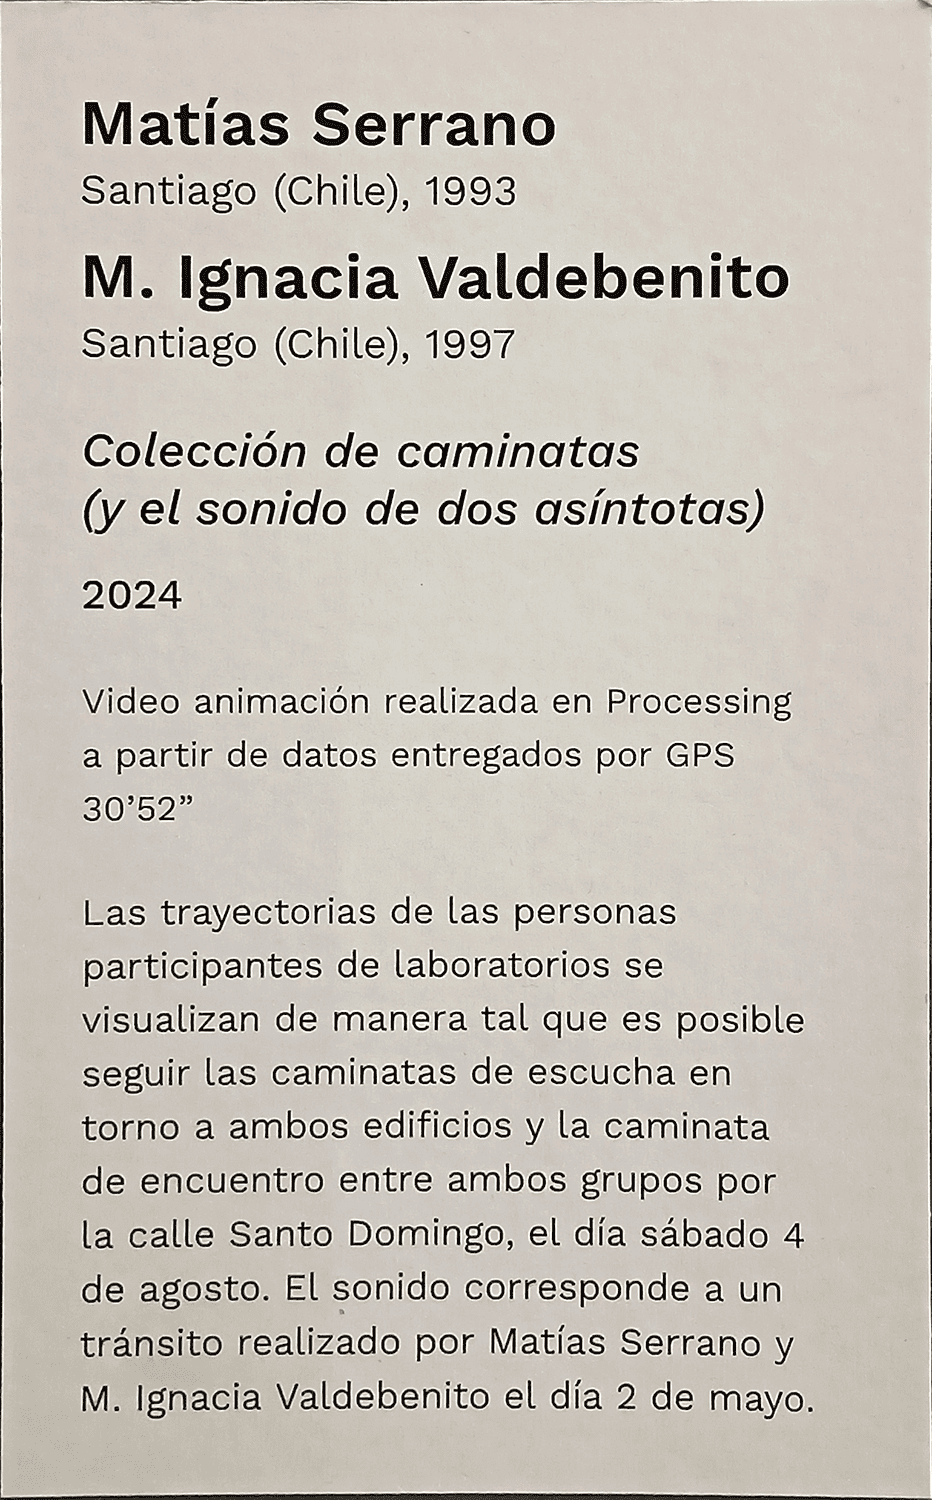 Matías Serrano
Santiago (Chile), 1993
M. Ignacia Valdebenito
Santiago (Chile), 1997
Colección de caminatas
(y el sonido de dos asíntotas)
2024
Video animación realizada en Processing
a partir de datos entregados por GPS
30’52”
Las trayectorias de las personas
participantes de laboratorios se
visualizan de manera tal que es posible
seguir las caminatas de escucha en
torno a ambos edificios y la caminata
de encuentro entre ambos grupos por
la calle Santo Domingo, el día sábado 4
de agosto. El sonido corresponde a un
tránsito realizado por Matías Serrano y
M. Ignacia Valdebenito el día 2 de mayo.